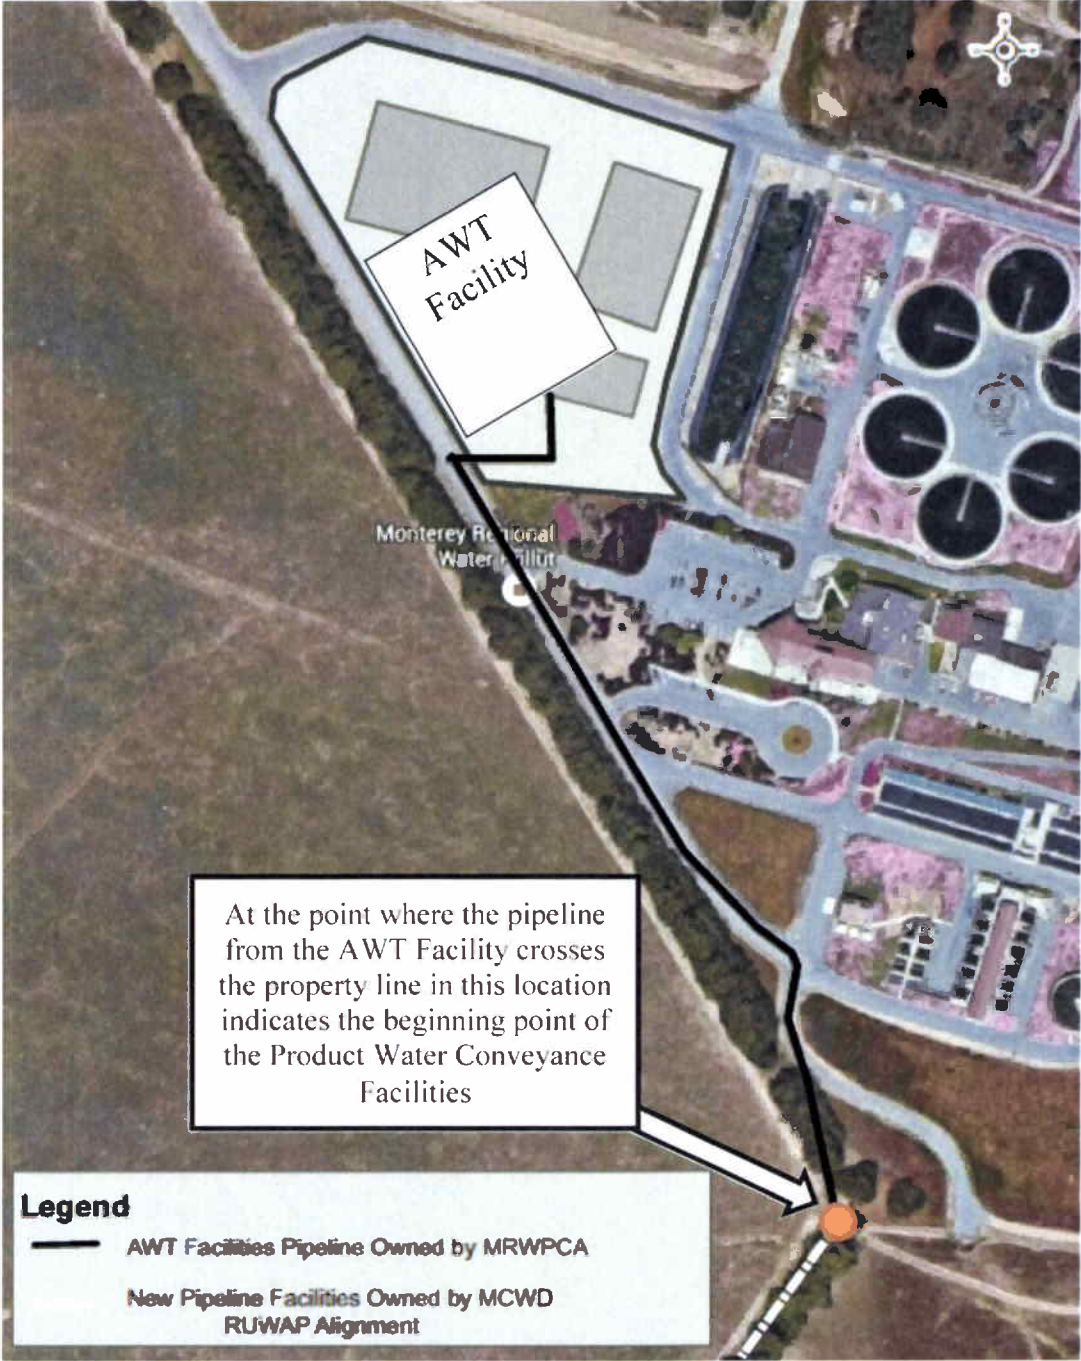 AWT
Facility
Monterey Regional
Water Pollut
At the point where the pipeline
from the AWT Facility crosses
the property line in this location
indicates the beginning point of
the Product Water Conveyance
Facilities
Legend
AWT Facilities Pipeline Owned by MRWPCA
New Pipeline Facilities Owned by MCWD
RUWAP Alignment